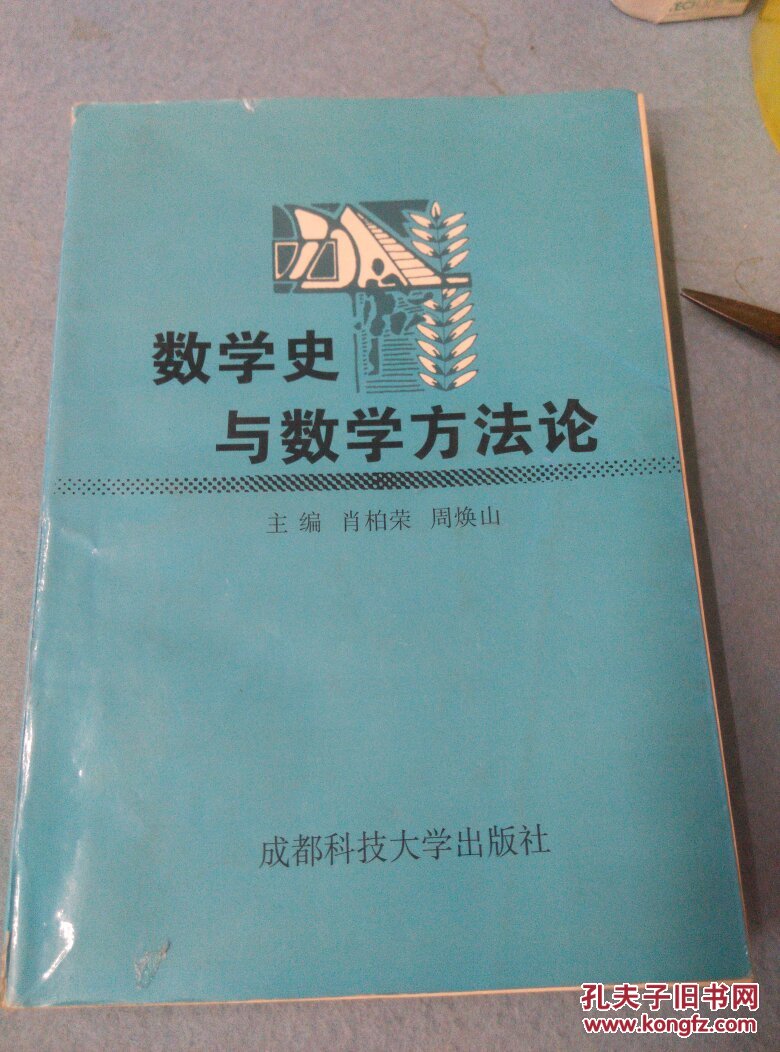 数学史
与数学方法论
主编 肖柏荣 周焕山
成都科技大学出版社
孔夫子旧书网
www.kongfz.com